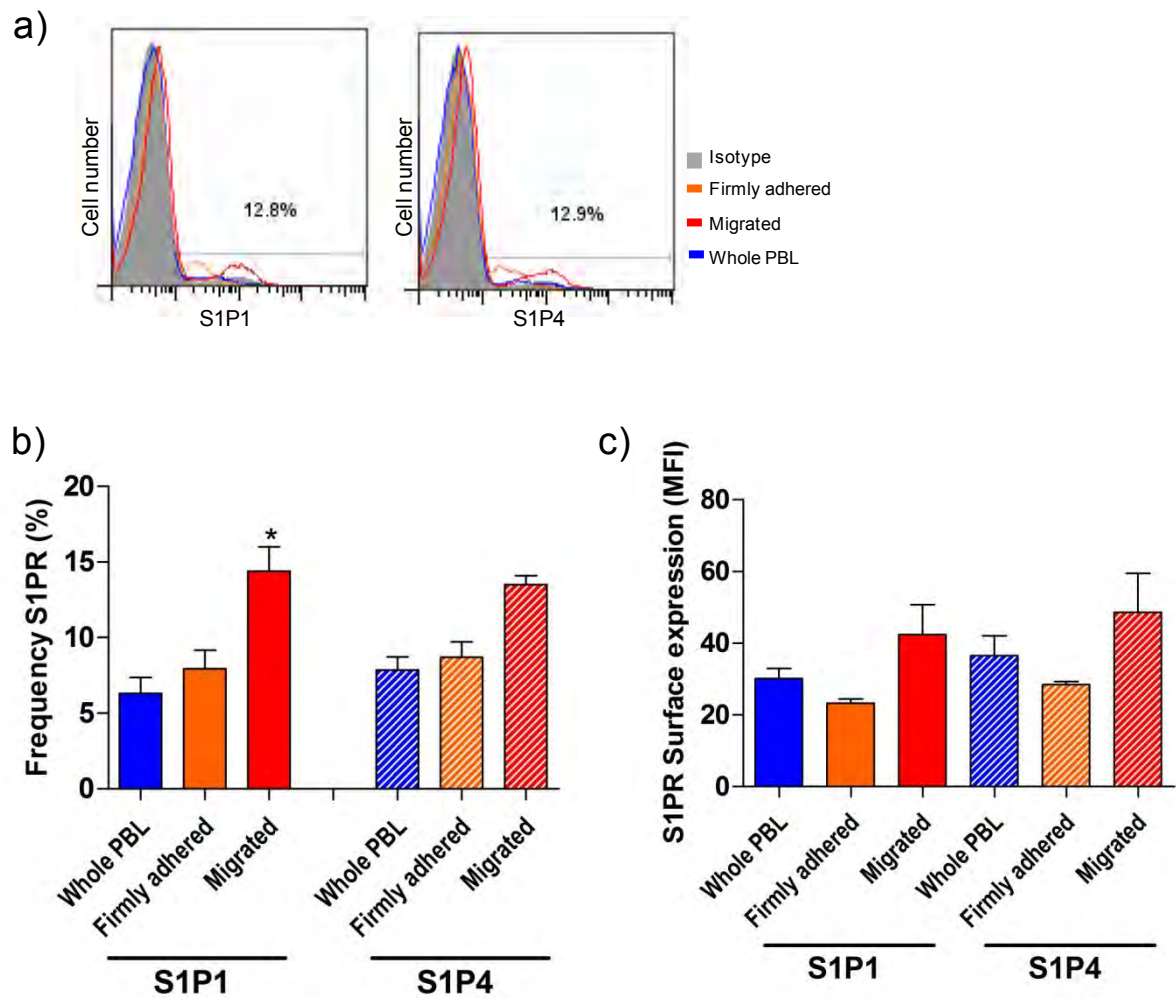 a)
Cell number
12.8%
S1P1
Cell number
12.9%
S1P4
Isotype
Firmly adhered
Migrated
Whole PBL
b)
Frequency S1PR (%)
20
15
10
5
0
*
Whole PBL
Firmly adhered
Migrated
Whole PBL
Firmly adhered
Migrated
S1P1
S1P4
c)
S1PR Surface expression (MFI)
80
60
40
20
0
Whole PBL
Firmly adhered
Migrated
Whole PBL
Firmly adhered
Migrated
S1P1
S1P4